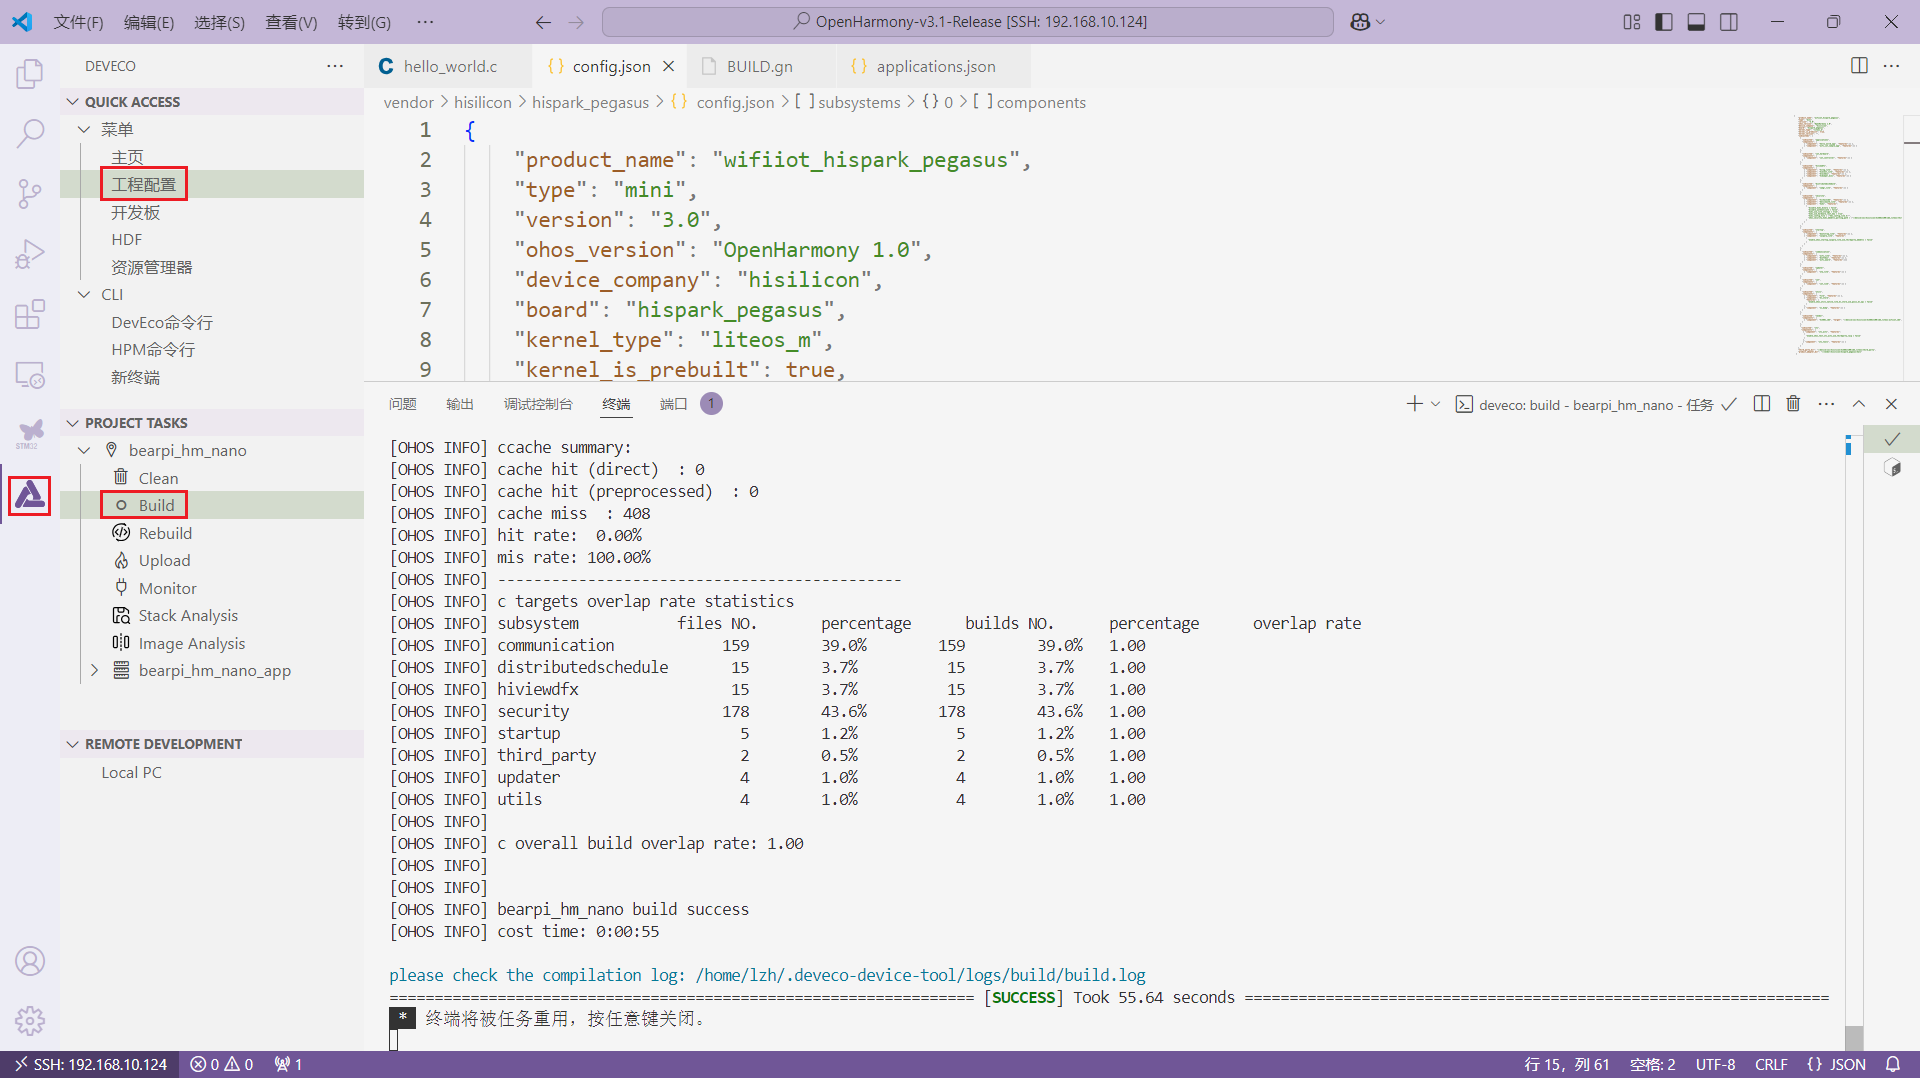 文件(F) 编辑(E) 选择(S) 查看(V) 转到(G) ···
OpenHarmony-v3.1-Release [SSH: 192.168.10.124]
DEVECO ···
QUICK ACCESS
菜单
主页
工程配置
开发板
HDF
资源管理器
CLI
DevEco命令行
HPM命令行
新终端
PROJECT TASKS
bearpi_hm_nano
Clean
Build
Rebuild
Upload
Monitor
Stack Analysis
Image Analysis
bearpi_hm_nano_app
REMOTE DEVELOPMENT
Local PC
STM32
C hello_world.c {} config.json BUILD.gn {} applications.json
vendor > hisilicon > hispark_pegasus > {} config.json > [ ] subsystems > {} 0 > [ ] components
1 {
2 "product_name": "wifiiot_hispark_pegasus",
3 "type": "mini",
4 "version": "3.0",
5 "ohos_version": "OpenHarmony 1.0",
6 "device_company": "hisilicon",
7 "board": "hispark_pegasus",
8 "kernel_type": "liteos_m",
9 "kernel_is_prebuilt": true,
问题 输出 调试控制台 终端 端口 1
deveco: build - bearpi_hm_nano - 任务
[OHOS INFO] ccache summary:
[OHOS INFO] cache hit (direct)  : 0
[OHOS INFO] cache hit (preprocessed)  : 0
[OHOS INFO] cache miss  : 408
[OHOS INFO] hit rate:  0.00%
[OHOS INFO] mis rate: 100.00%
[OHOS INFO] ---------------------------------------------
[OHOS INFO] c targets overlap rate statistics
[OHOS INFO] subsystem files NO. percentage builds NO. percentage overlap rate
[OHOS INFO] communication 159 39.0% 159 39.0% 1.00
[OHOS INFO] distributedschedule 15 3.7% 15 3.7% 1.00
[OHOS INFO] hiviewdfx 15 3.7% 15 3.7% 1.00
[OHOS INFO] security 178 43.6% 178 43.6% 1.00
[OHOS INFO] startup 5 1.2% 5 1.2% 1.00
[OHOS INFO] third_party 2 0.5% 2 0.5% 1.00
[OHOS INFO] updater 4 1.0% 4 1.0% 1.00
[OHOS INFO] utils 4 1.0% 4 1.0% 1.00
[OHOS INFO]
[OHOS INFO] c overall build overlap rate: 1.00
[OHOS INFO]
[OHOS INFO]
[OHOS INFO] bearpi_hm_nano build success
[OHOS INFO] cost time: 0:00:55
please check the compilation log: /home/lzh/.deveco-device-tool/logs/build/build.log
================================================================= [SUCCESS] Took 55.64 seconds =================================================================
* 终端将被任务重用，按任意键关闭。
SSH: 192.168.10.124 0 0 1
行 15，列 61 空格: 2 UTF-8 CRLF {} JSON